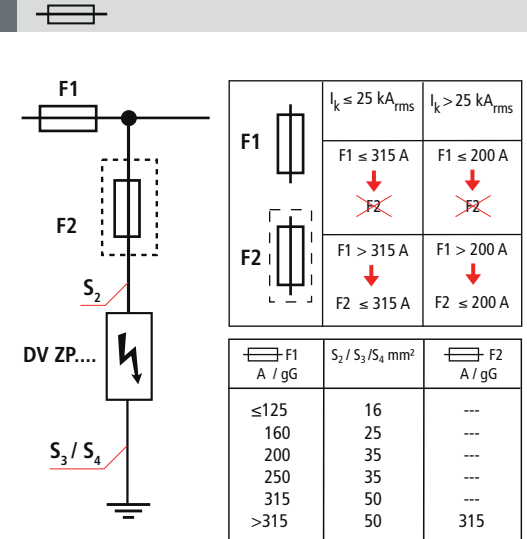 F1
F2
S2
DV ZP....
S3 / S4
F1
F2
Ik ≤ 25 kArms
Ik > 25 kArms
F1 ≤ 315 A
F1 ≤ 200 A
F2
F2
F1 > 315 A
F1 > 200 A
F2 ≤ 315 A
F2 ≤ 200 A
F1 A / gG
S2 / S3 /S4 mm²
F2 A / gG
≤125 16 ---
160 25 ---
200 35 ---
250 35 ---
315 50 ---
>315 50 315